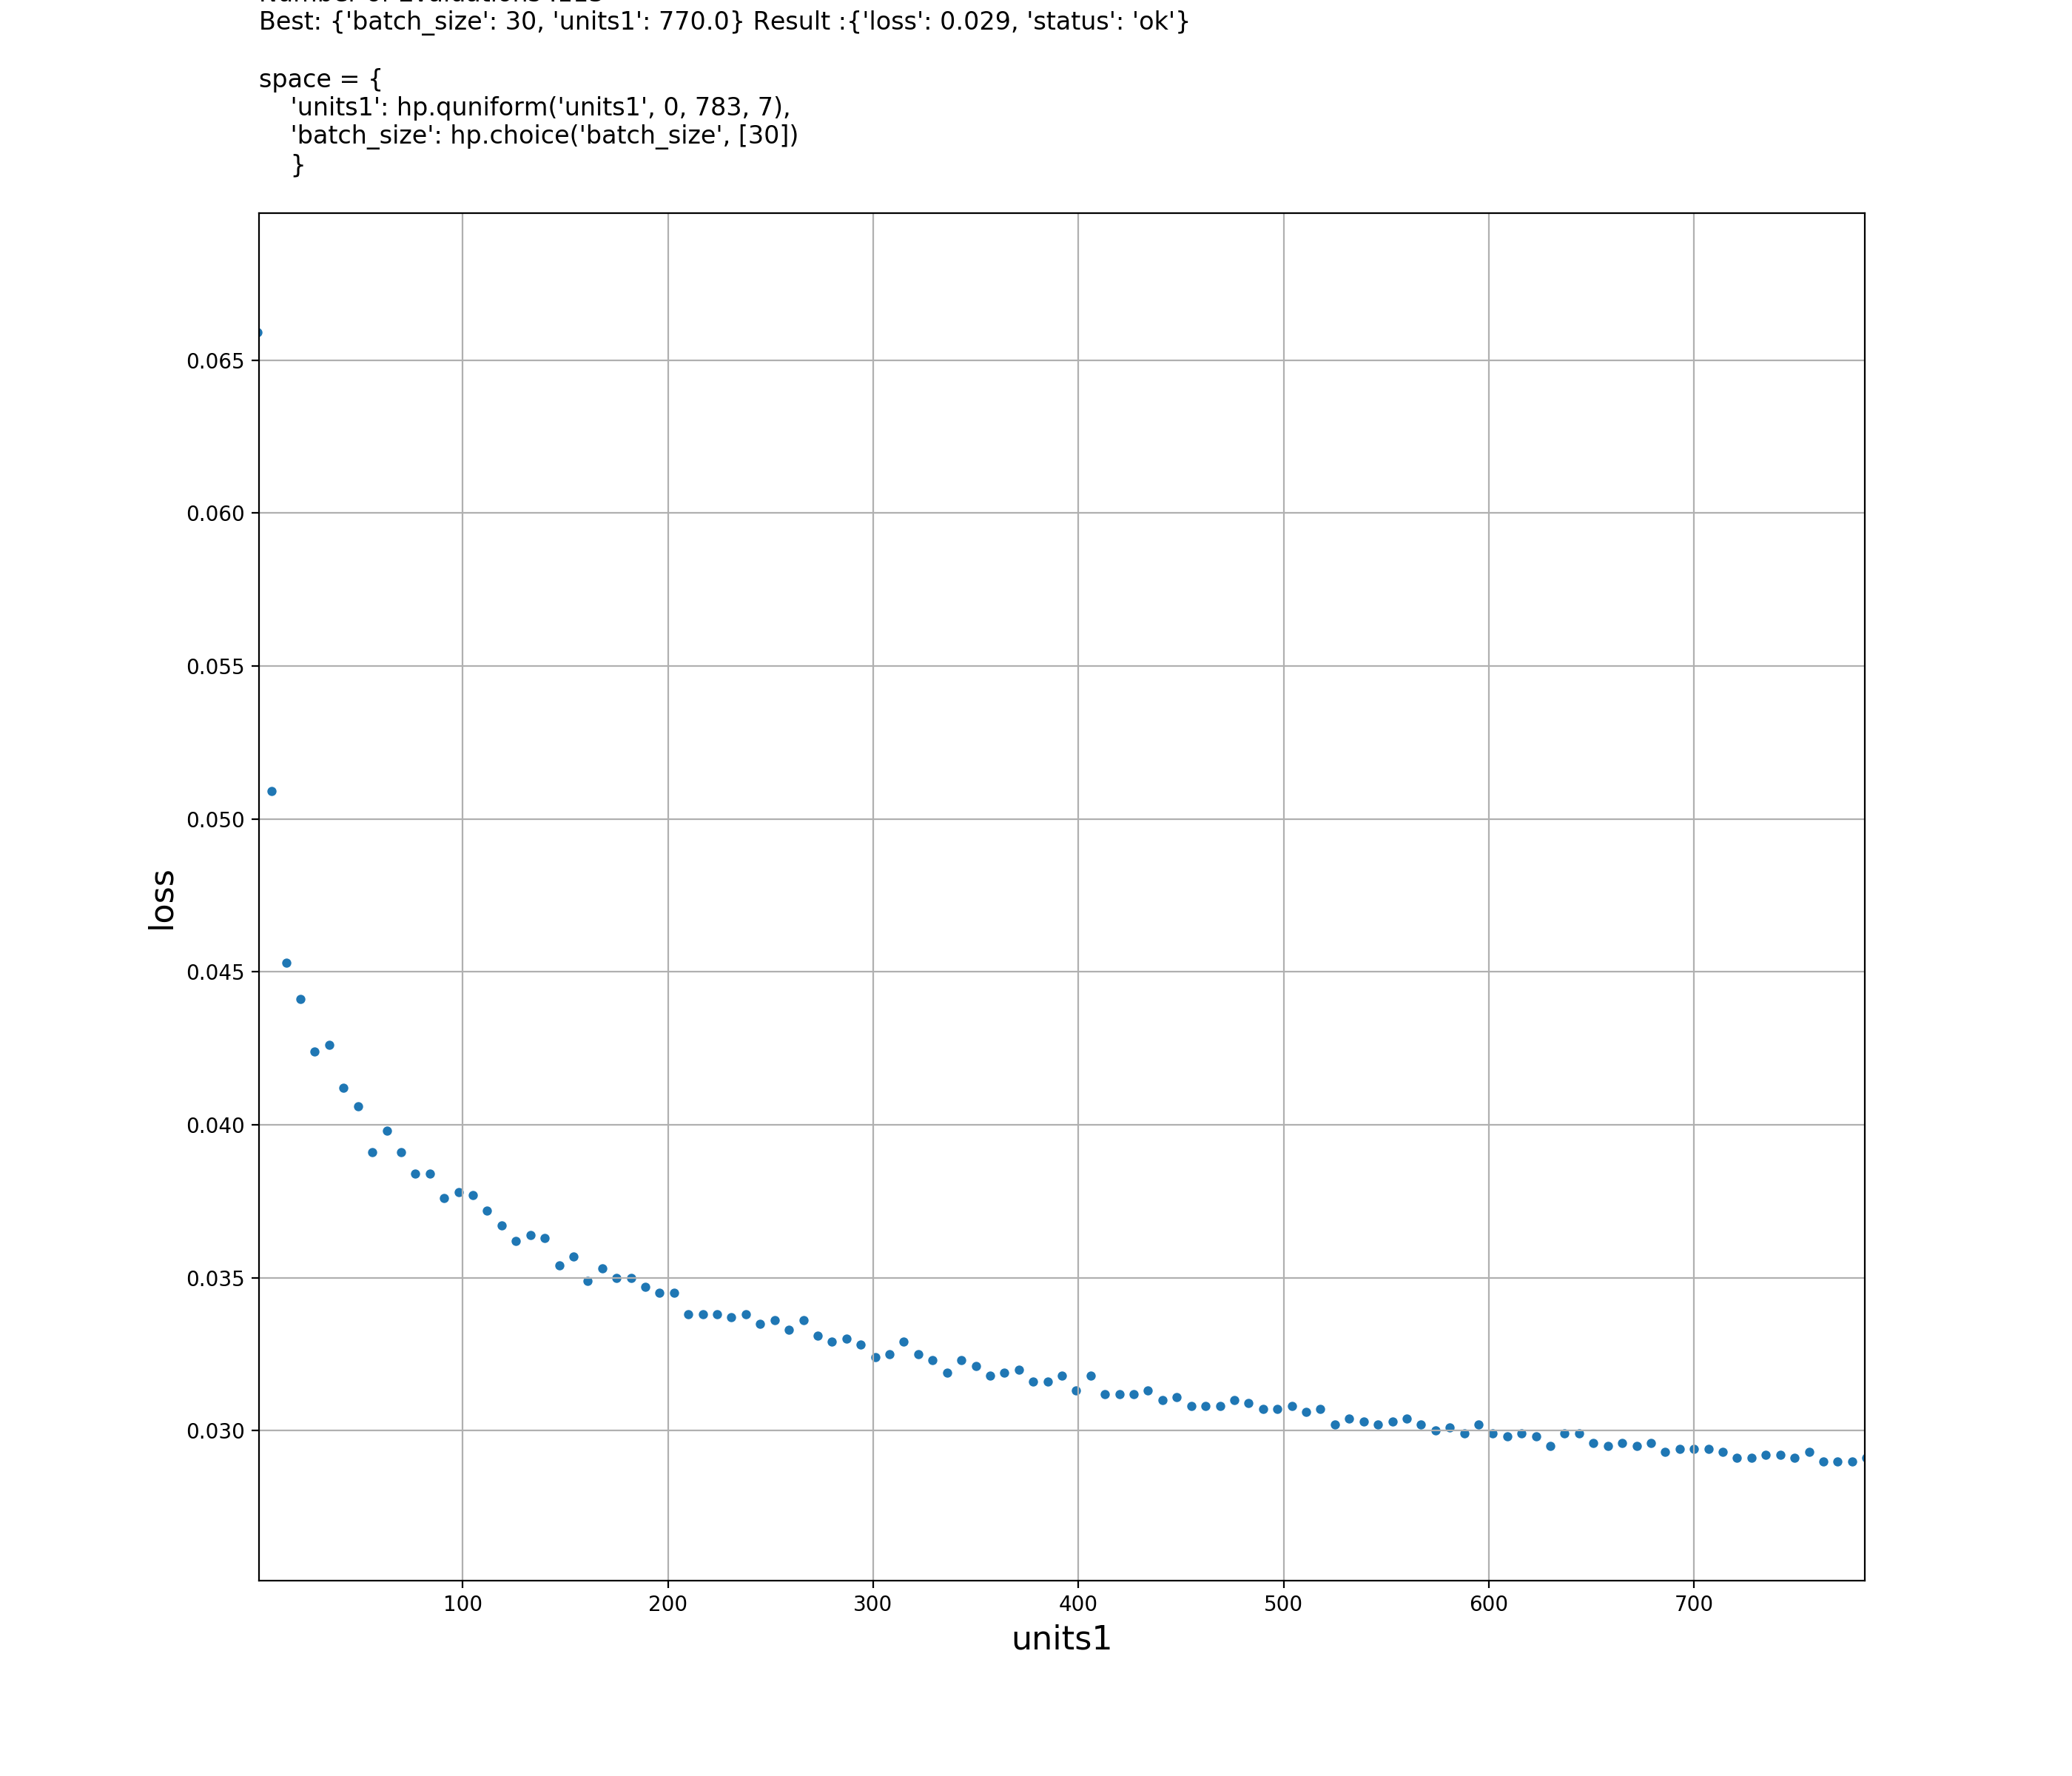 Best: {'batch_size': 30, 'units1': 770.0} Result :{'loss': 0.029, 'status': 'ok'}
space = {
'units1': hp.quniform('units1', 0, 783, 7),
'batch_size': hp.choice('batch_size', [30])
}
0.065
0.060
0.055
0.050
loss
0.045
0.040
0.035
0.030
100 200 300 400 500 600 700
units1